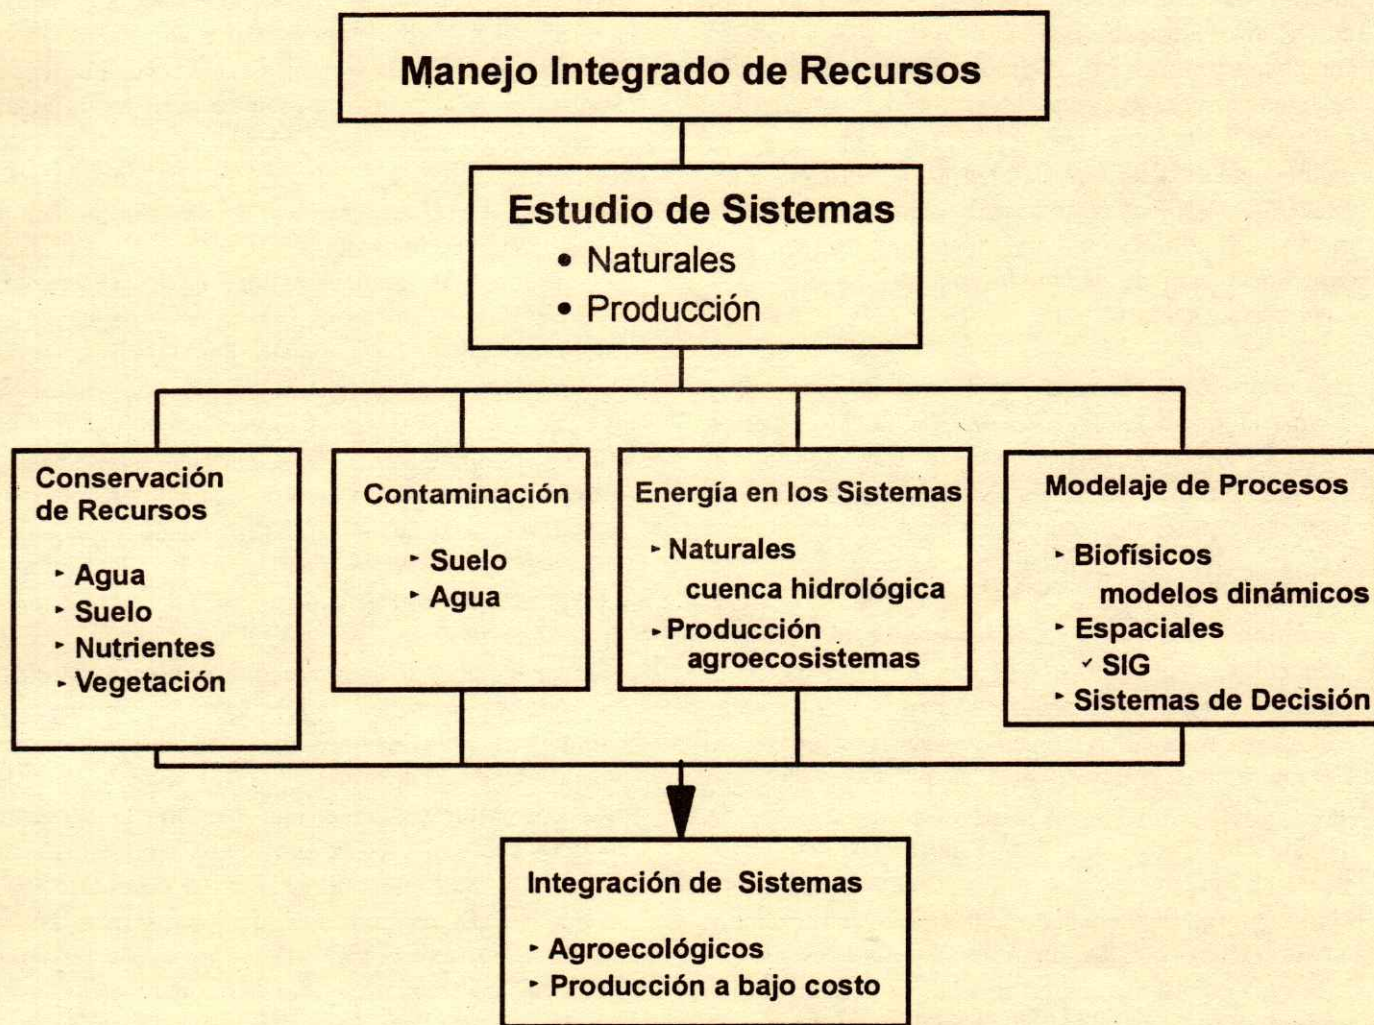 Manejo Integrado de Recursos
Estudio de Sistemas
• Naturales
• Producción
Conservación
de Recursos
▸ Agua
▸ Suelo
▸ Nutrientes
▸ Vegetación
Contaminación
▸ Suelo
▸ Agua
Energía en los Sistemas
▸ Naturales
cuenca hidrológica
▸ Producción
agroecosistemas
Modelaje de Procesos
▸ Biofísicos
modelos dinámicos
▸ Espaciales
✓ SIG
▸ Sistemas de Decisión
Integración de Sistemas
▸ Agroecológicos
▸ Producción a bajo costo